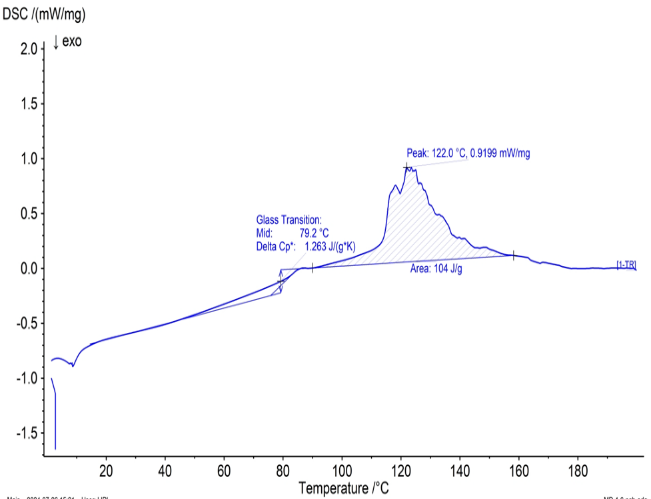 DSC /(mW/mg)
↓ exo
2.0
1.5
1.0
0.5
0.0
-0.5
-1.0
-1.5
Peak: 122.0 °C, 0.9199 mW/mg
Glass Transition:
Mid: 79.2 °C
Delta Cp*: 1.263 J/(g*K)
Area: 104 J/g
[1-TR]
20 40 60 80 100 120 140 160 180
Temperature /°C